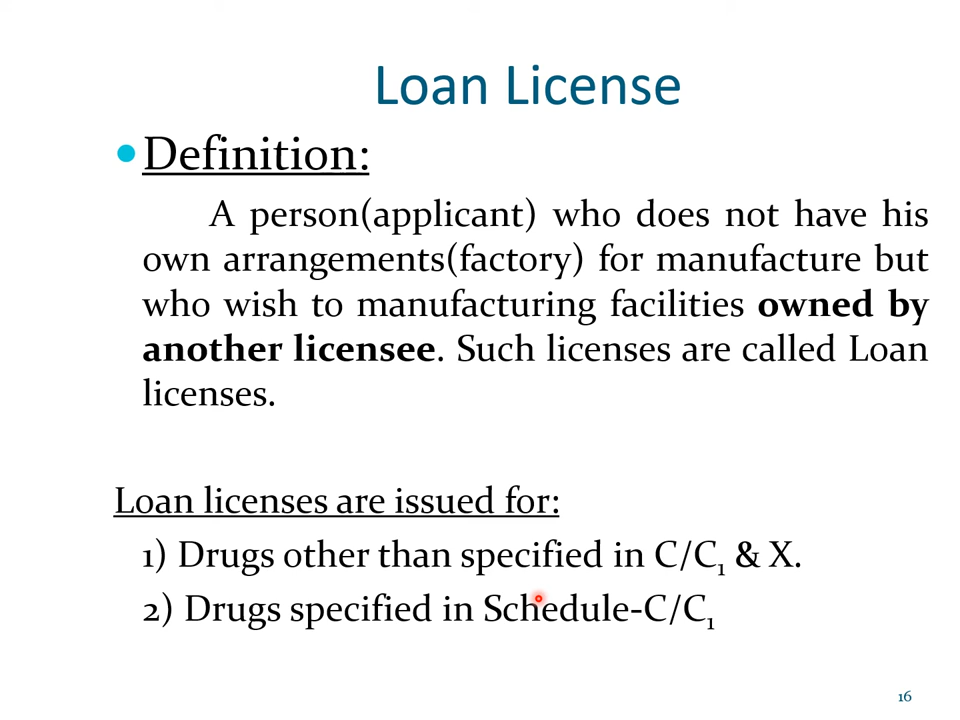 Loan License
Definition:
A person(applicant) who does not have his
own arrangements(factory) for manufacture but
who wish to manufacturing facilities owned by
another licensee. Such licenses are called Loan
licenses.
Loan licenses are issued for:
1) Drugs other than specified in C/C1 & X.
2) Drugs specified in Schedule-C/C1
16